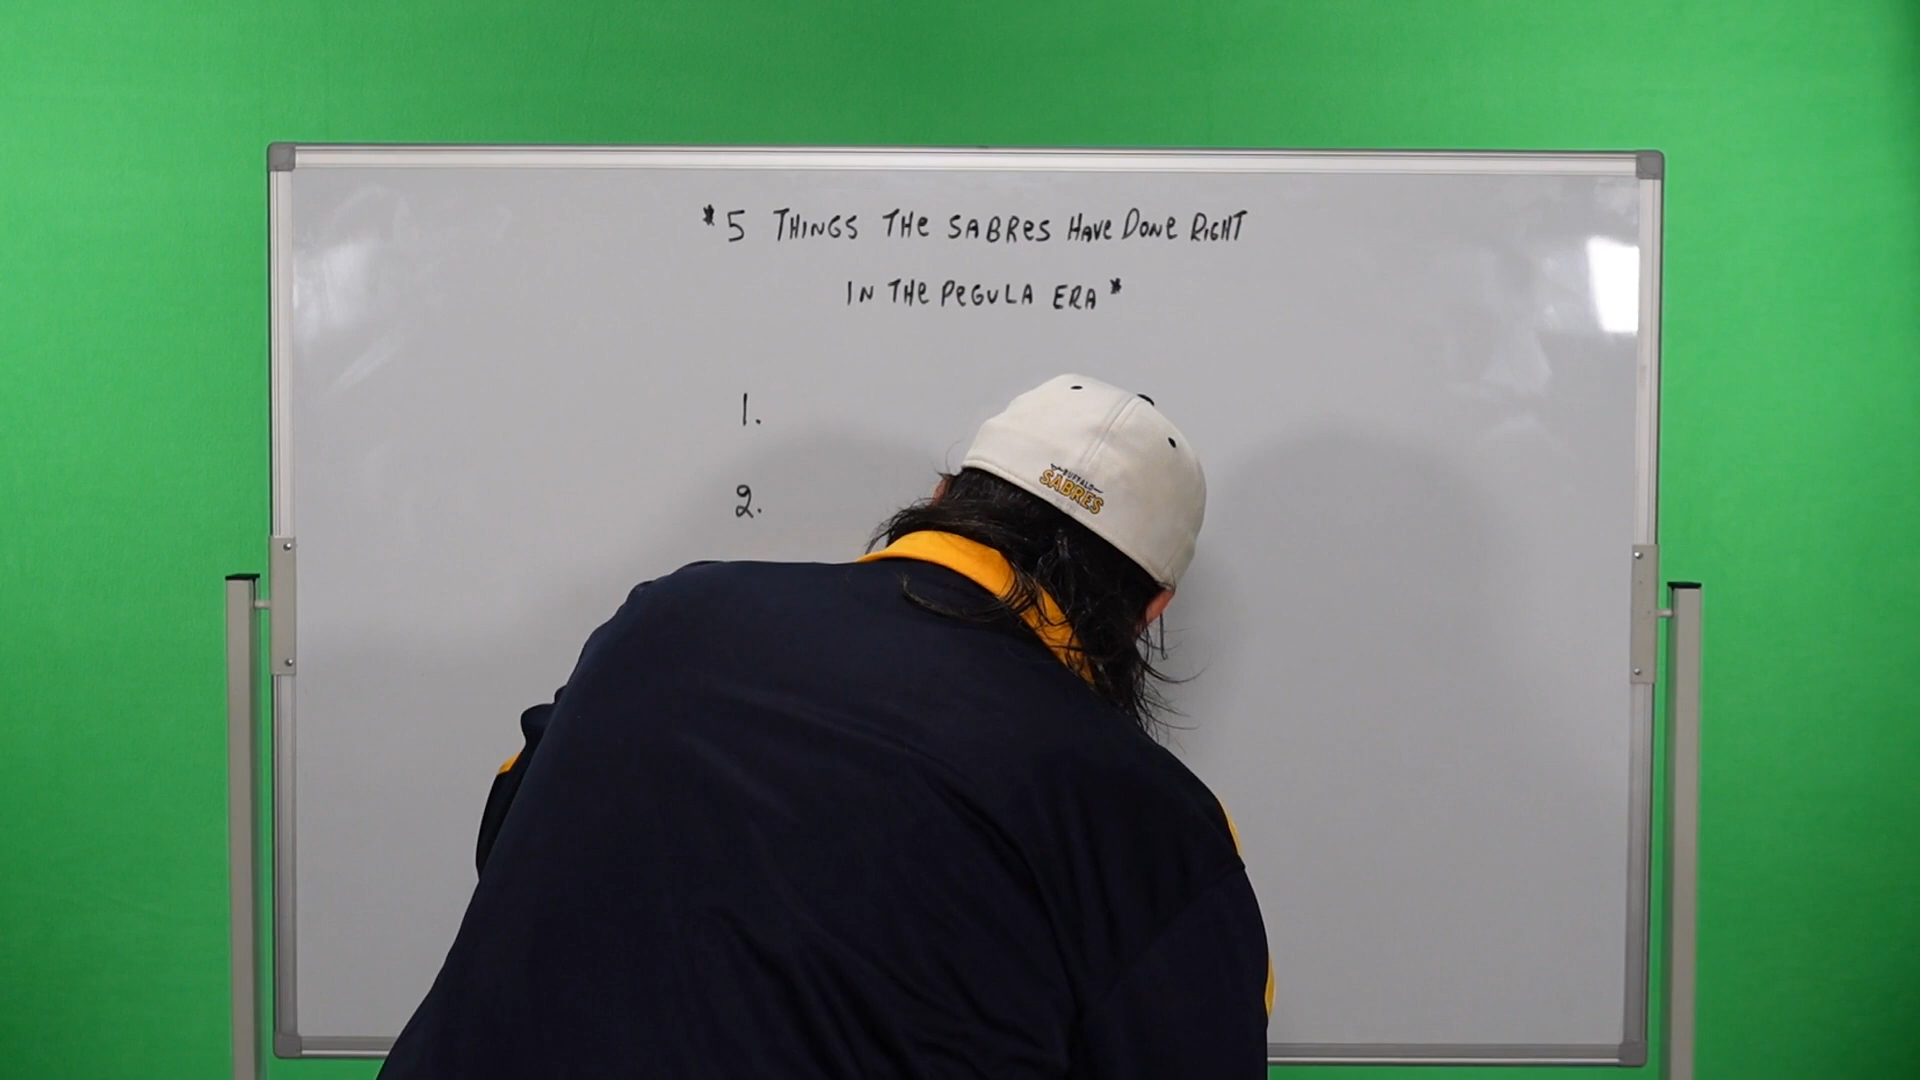 *5 THINGS THE SABRES HAVE DONE RIGHT
IN THE PEGULA ERA*
1.
2.
BUFFALO
SABRES